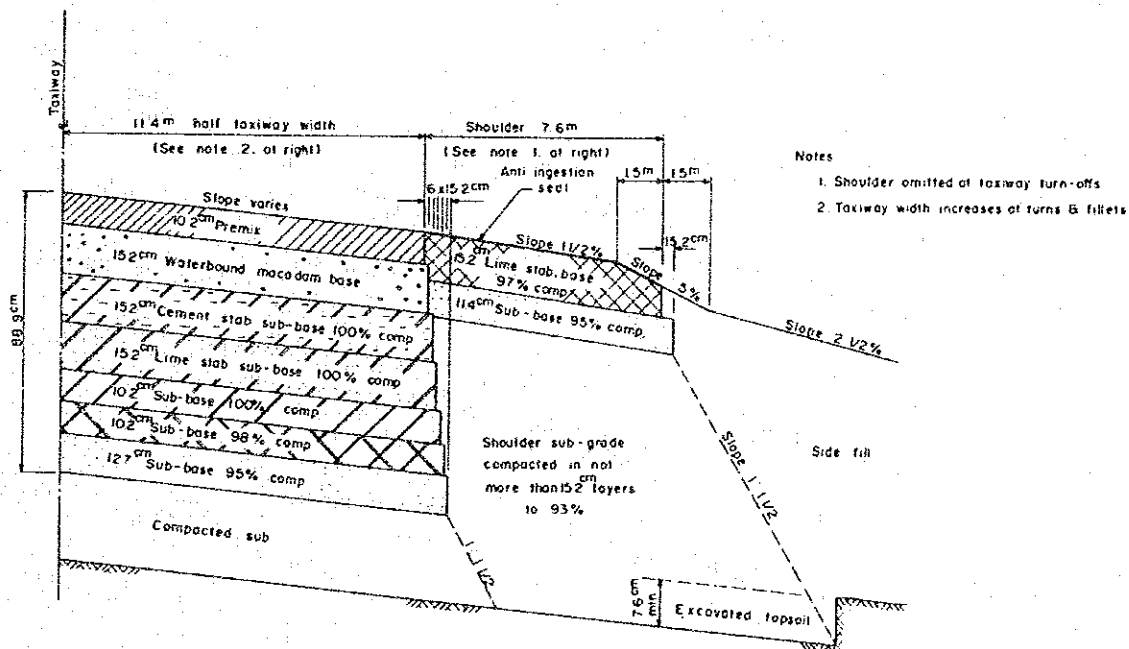 Taxiway
11.4m half taxiway width
(See note 2. at right)
Shoulder 7.6m
(See note 1. at right)
Anti ingestion
seal
6x15.2cm
1.5m
1.5m
Notes
1. Shoulder omitted at taxiway turn-offs
2. Taxiway width increases at turns & fillets
Slope varies
10.2cm Premix
Slope 1 1/2%
15.2cm
15.2cm Lime stab. base
97% comp
Slope 5%
15.2cm Waterbound macadam base
11.4cm Sub-base 95% comp.
Slope 2 1/2%
88.9cm
15.2cm Cement stab sub-base 100% comp
15.2cm Lime stab sub-base 100% comp
10.2cm Sub-base 100% comp
10.2cm Sub-base 98% comp
12.7cm Sub-base 95% comp
Shoulder sub-grade
compacted in not
more than 15.2cm layers
to 93%
Slope 1: 1 1/2
Side fill
Compacted sub
1: 1 1/2
7.6cm
min
Excavated topsoil